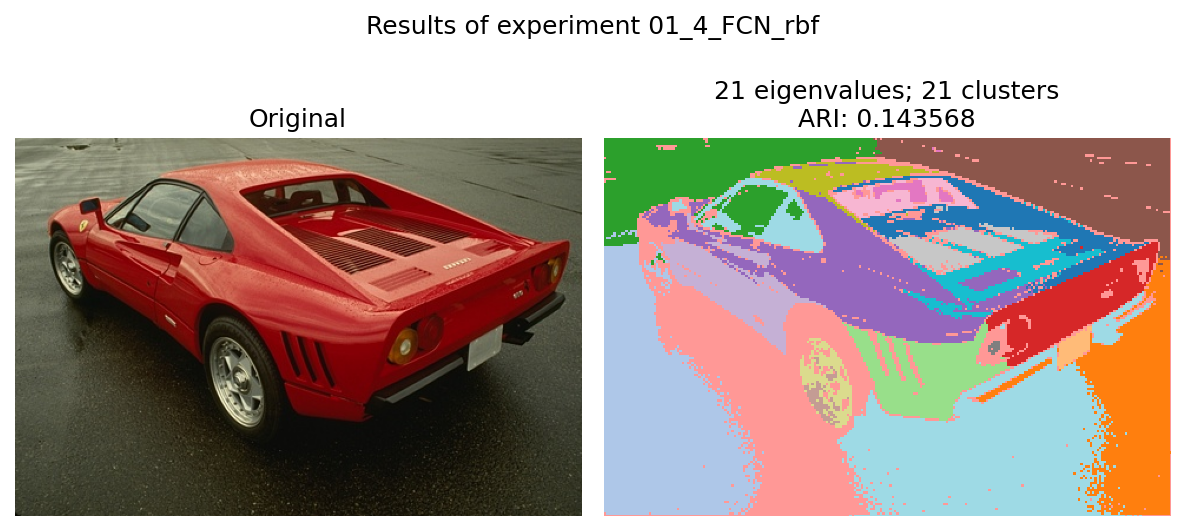 Results of experiment 01_4_FCN_rbf
Original
21 eigenvalues; 21 clusters
ARI: 0.143568